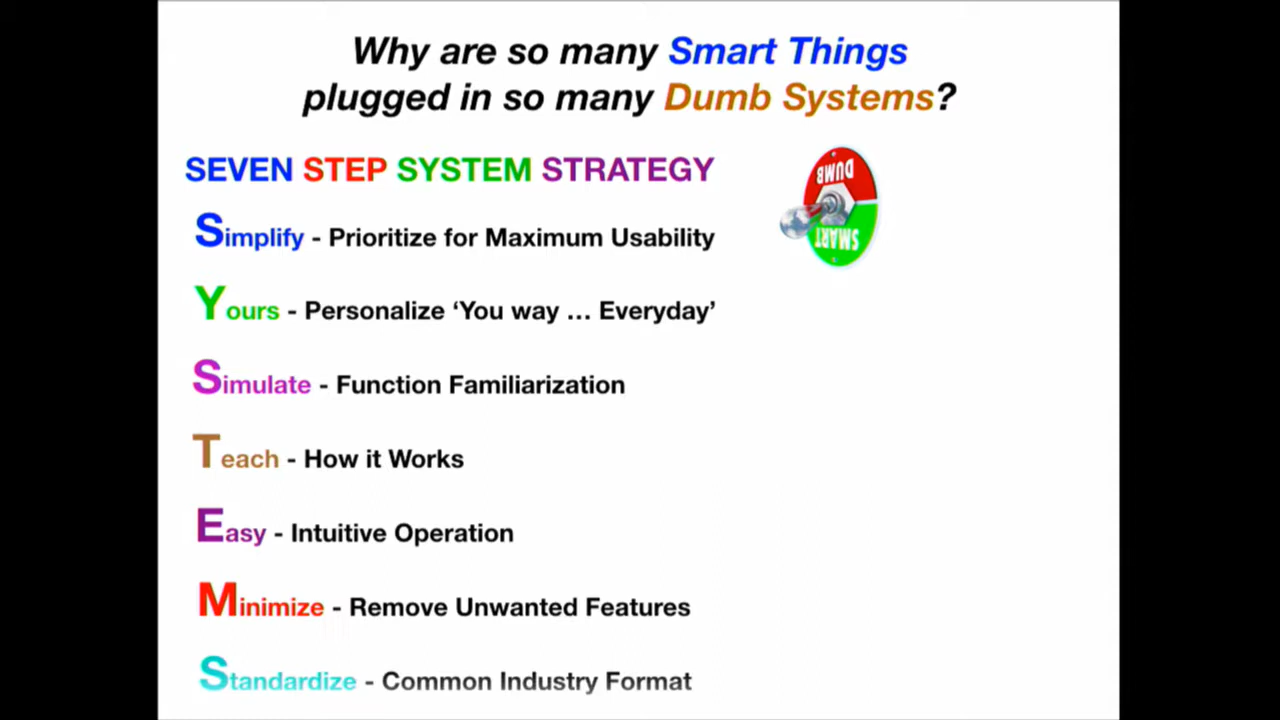 Why are so many Smart Things
plugged in so many Dumb Systems?
SEVEN STEP SYSTEM STRATEGY
DUMB
SMART
Simplify - Prioritize for Maximum Usability
Yours - Personalize ‘You way ... Everyday’
Simulate - Function Familiarization
Teach - How it Works
Easy - Intuitive Operation
Minimize - Remove Unwanted Features
Standardize - Common Industry Format